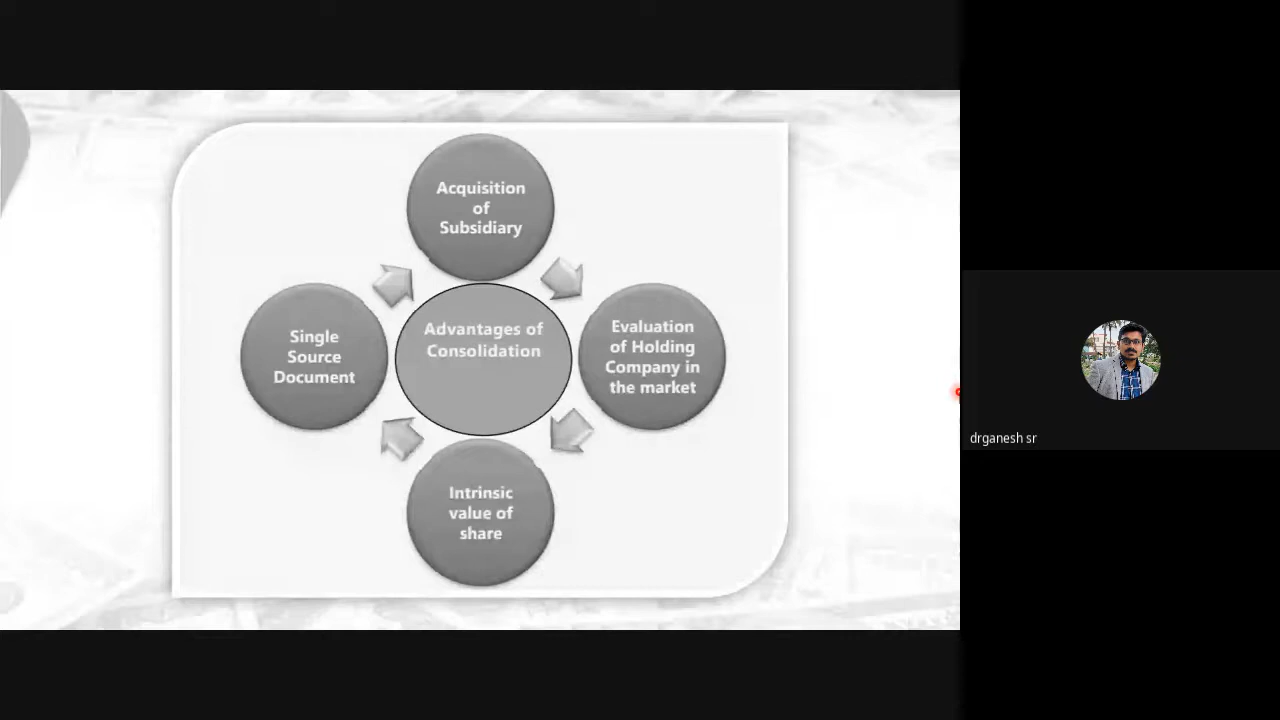 Acquisition
of
Subsidiary
Single
Source
Document
Advantages of
Consolidation
Evaluation
of Holding
Company in
the market
Intrinsic
value of
share
drganesh sr